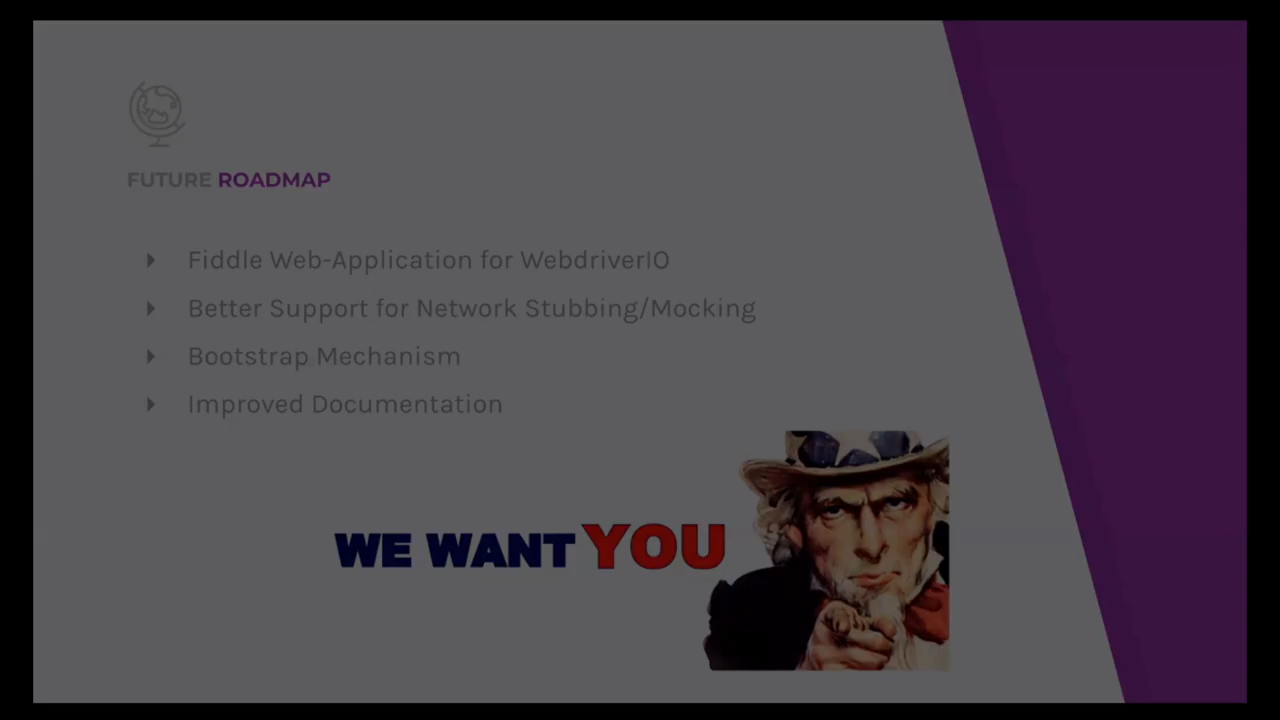 FUTURE ROADMAP
Fiddle Web-Application for WebdriverIO
Better Support for Network Stubbing/Mocking
Bootstrap Mechanism
Improved Documentation
WE WANT YOU